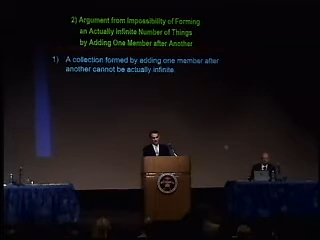 2) Argument from Impossibility of Forming
an Actually infinite Number of Things
by Adding One Member after Another
1) A collection formed by adding one member after
another cannot be actually infinite.